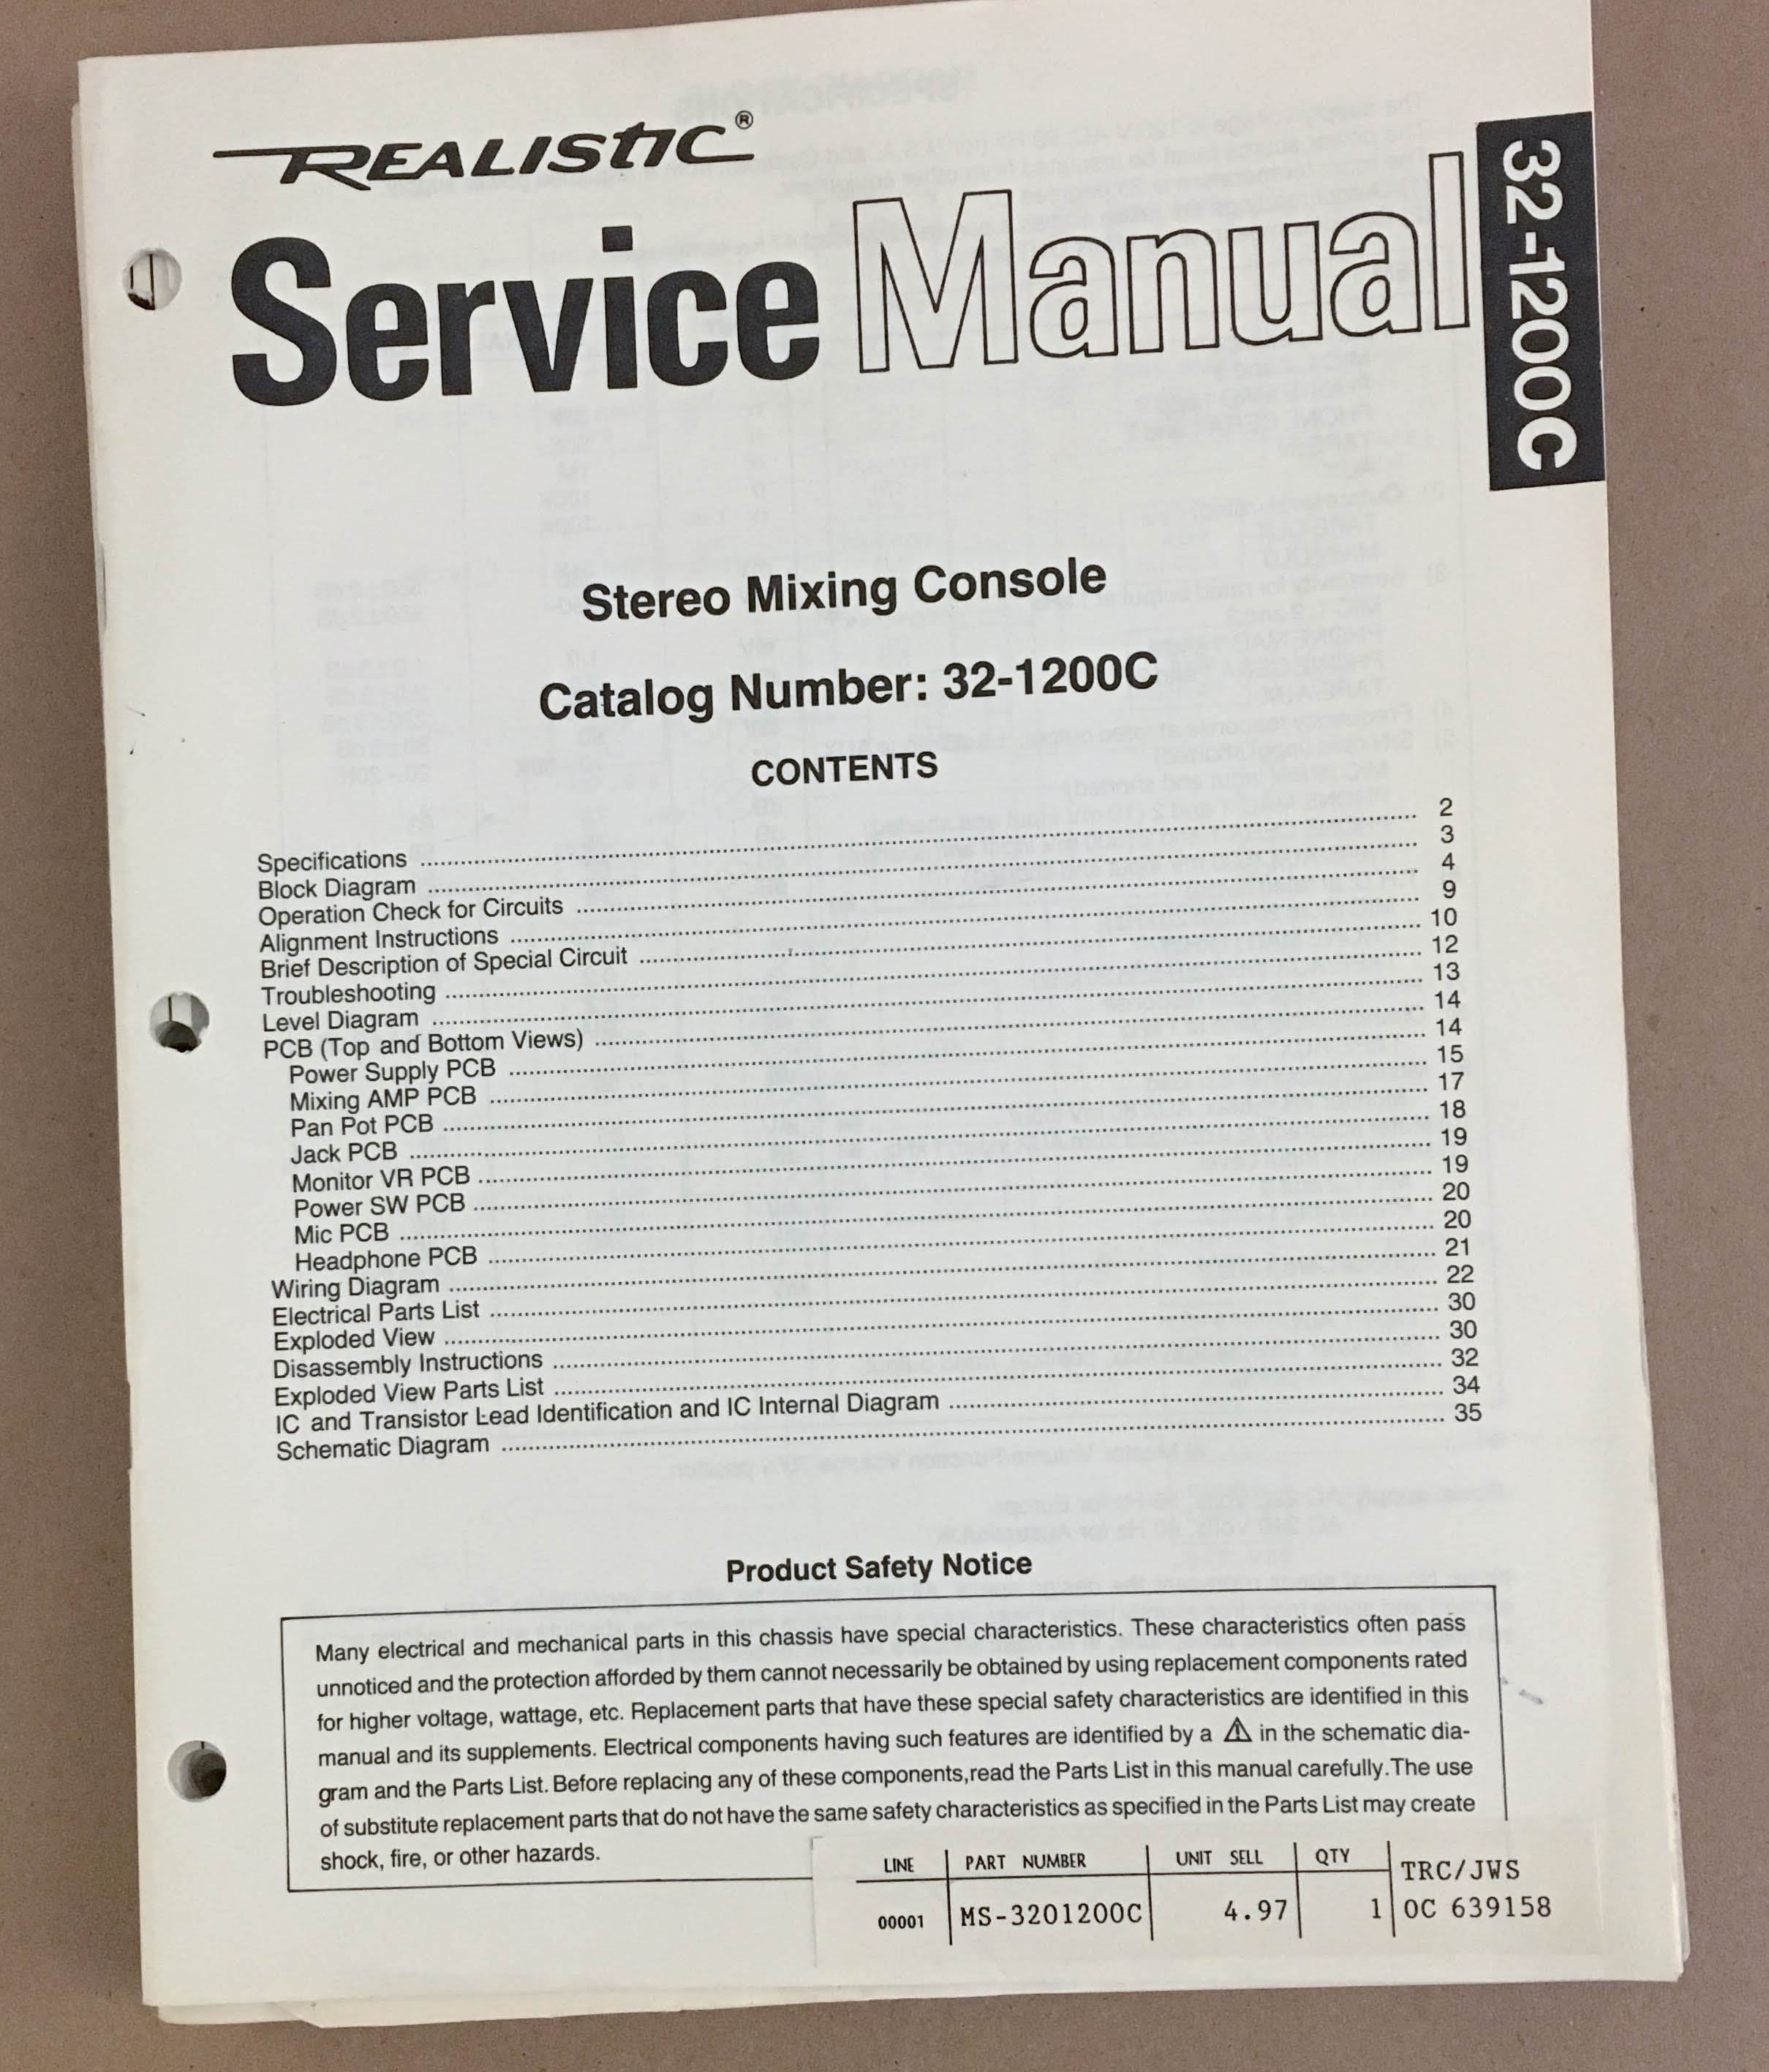 REALISTIC®
Service Manual
32-1200C
Stereo Mixing Console
Catalog Number: 32-1200C
CONTENTS
Specifications ........ 2
Block Diagram ........ 3
Operation Check for Circuits ........ 4
Alignment Instructions ........ 9
Brief Description of Special Circuit ........ 10
Troubleshooting ........ 12
Level Diagram ........ 13
PCB (Top and Bottom Views) ........ 14
Power Supply PCB ........ 14
Mixing AMP PCB ........ 15
Pan Pot PCB ........ 17
Jack PCB ........ 18
Monitor VR PCB ........ 19
Power SW PCB ........ 19
Mic PCB ........ 20
Headphone PCB ........ 20
Wiring Diagram ........ 21
Electrical Parts List ........ 22
Exploded View ........ 30
Disassembly Instructions ........ 30
Exploded View Parts List ........ 32
IC and Transistor Lead Identification and IC Internal Diagram ........ 34
Schematic Diagram ........ 35
Product Safety Notice
Many electrical and mechanical parts in this chassis have special characteristics. These characteristics often pass
unnoticed and the protection afforded by them cannot necessarily be obtained by using replacement components rated
for higher voltage, wattage, etc. Replacement parts that have these special safety characteristics are identified in this
manual and its supplements. Electrical components having such features are identified by a ⚠ in the schematic dia-
gram and the Parts List. Before replacing any of these components,read the Parts List in this manual carefully.The use
of substitute replacement parts that do not have the same safety characteristics as specified in the Parts List may create
shock, fire, or other hazards.
LINE PART NUMBER UNIT SELL QTY TRC/JWS
00001 MS-3201200C 4.97 1 OC 639158